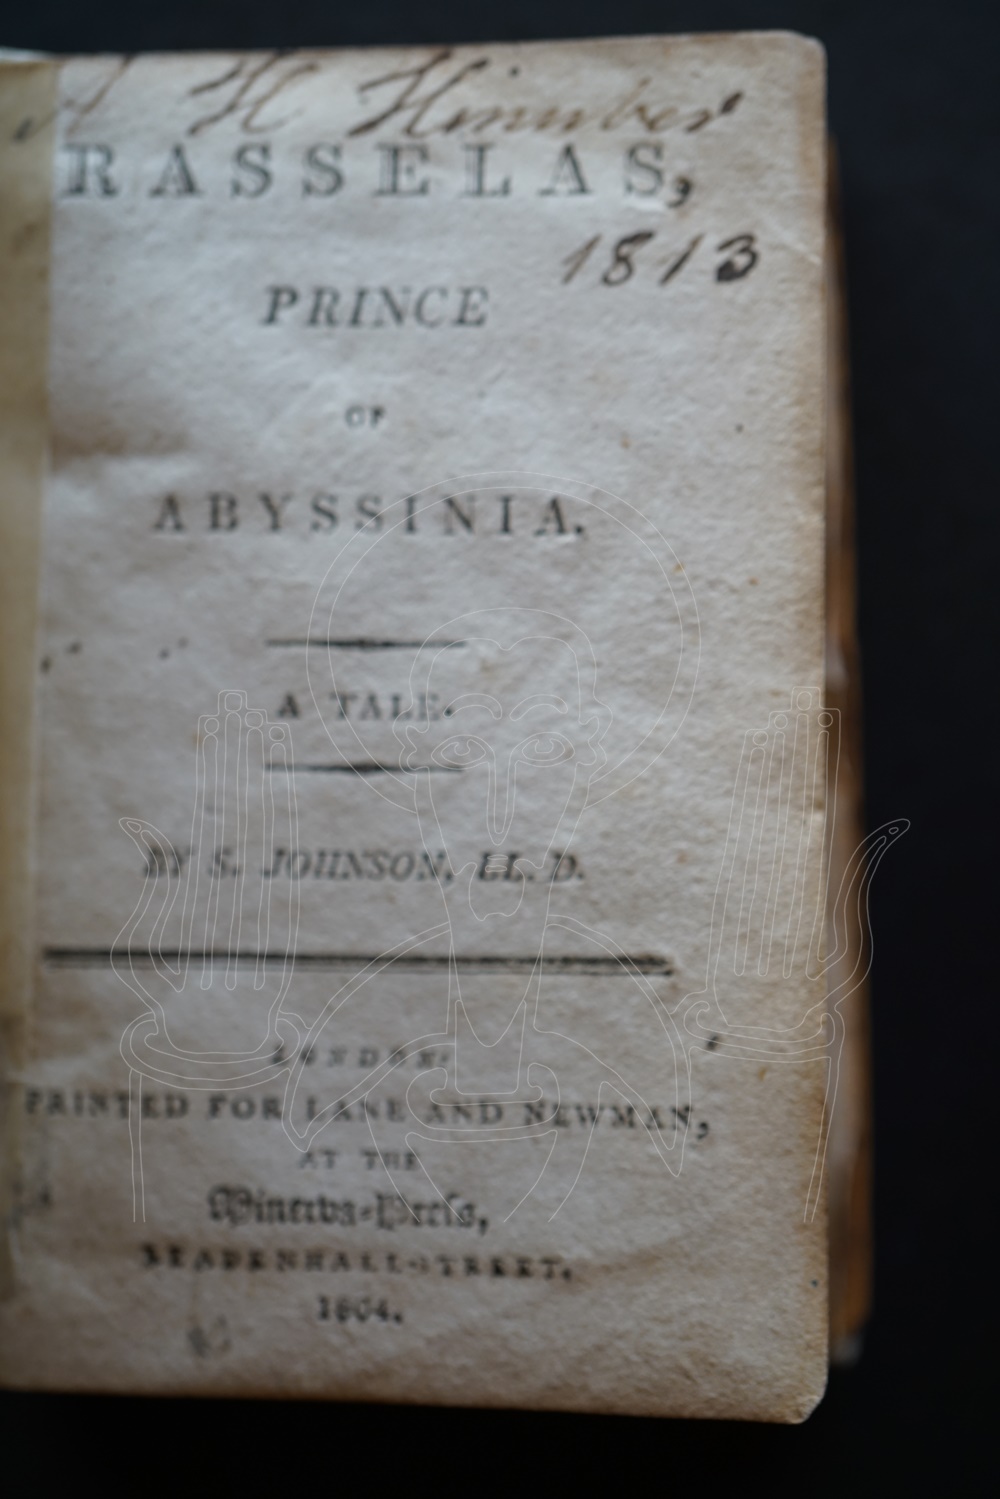 H Hinuber
RASSELAS,
1813
PRINCE
OF
ABYSSINIA.
A TALE.
BY S. JOHNSON, LL. D.
LONDON:
PRINTED FOR LANE AND NEWMAN,
AT THE
Minerva-Press,
LEADENHALL-STREET.
1804.